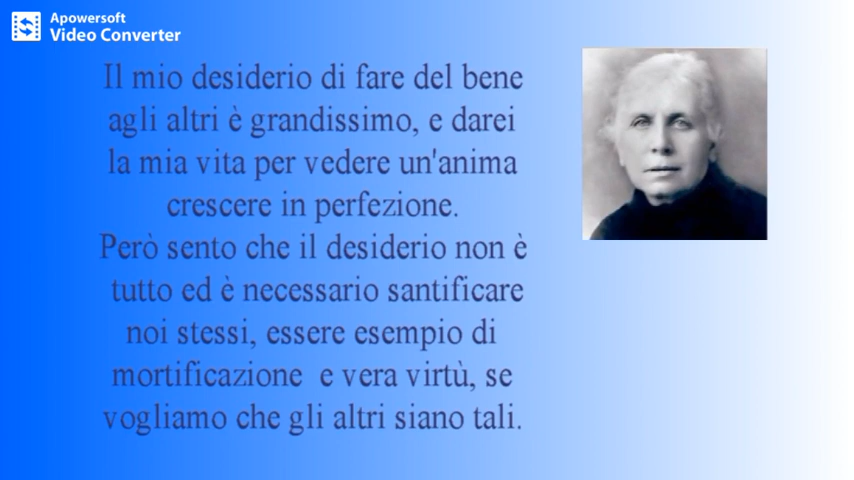 Apowersoft
Video Converter
Il mio desiderio di fare del bene
agli altri è grandissimo, e darei
la mia vita per vedere un'anima
crescere in perfezione.
Però sento che il desiderio non è
tutto ed è necessario santificare
noi stessi, essere esempio di
mortificazione e vera virtù, se
vogliamo che gli altri siano tali.